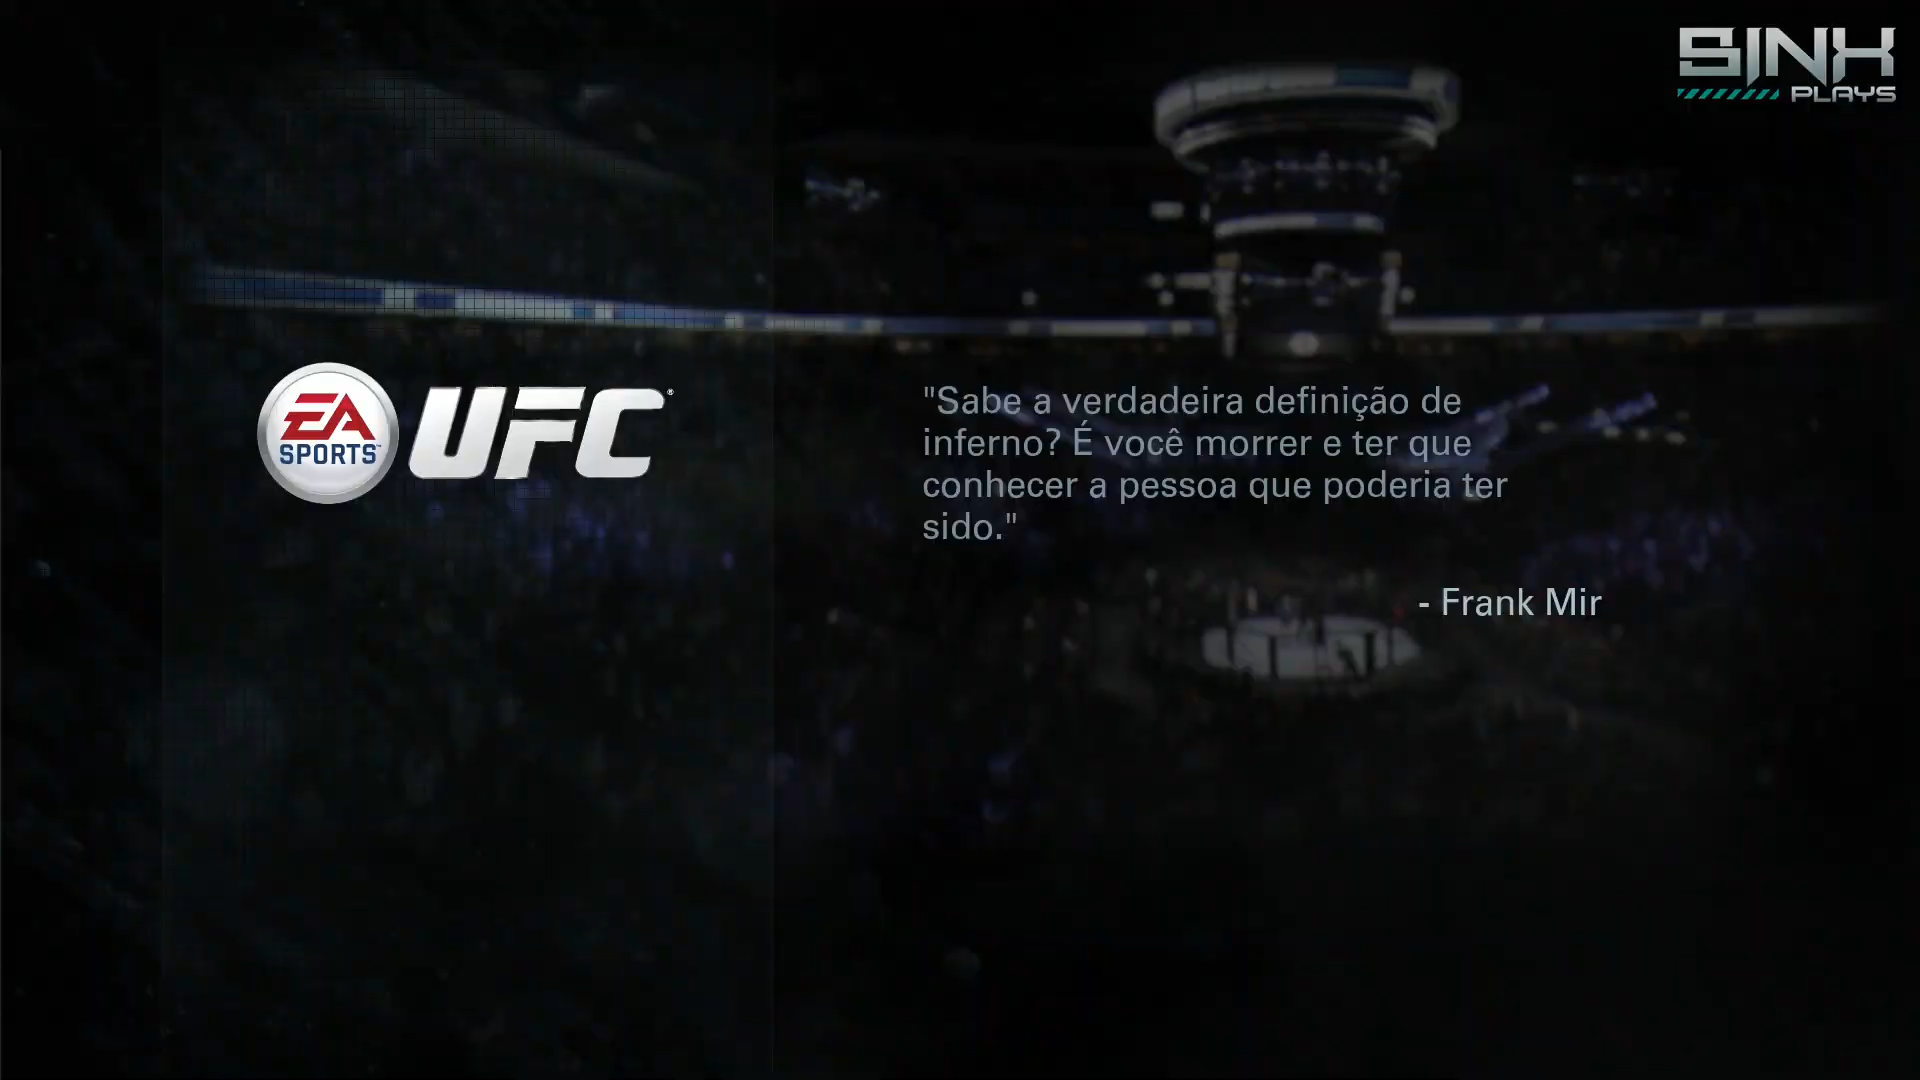 SINX
PLAYS
EA
SPORTS™
UFC®
"Sabe a verdadeira definição de
inferno? É você morrer e ter que
conhecer a pessoa que poderia ter
sido."
- Frank Mir